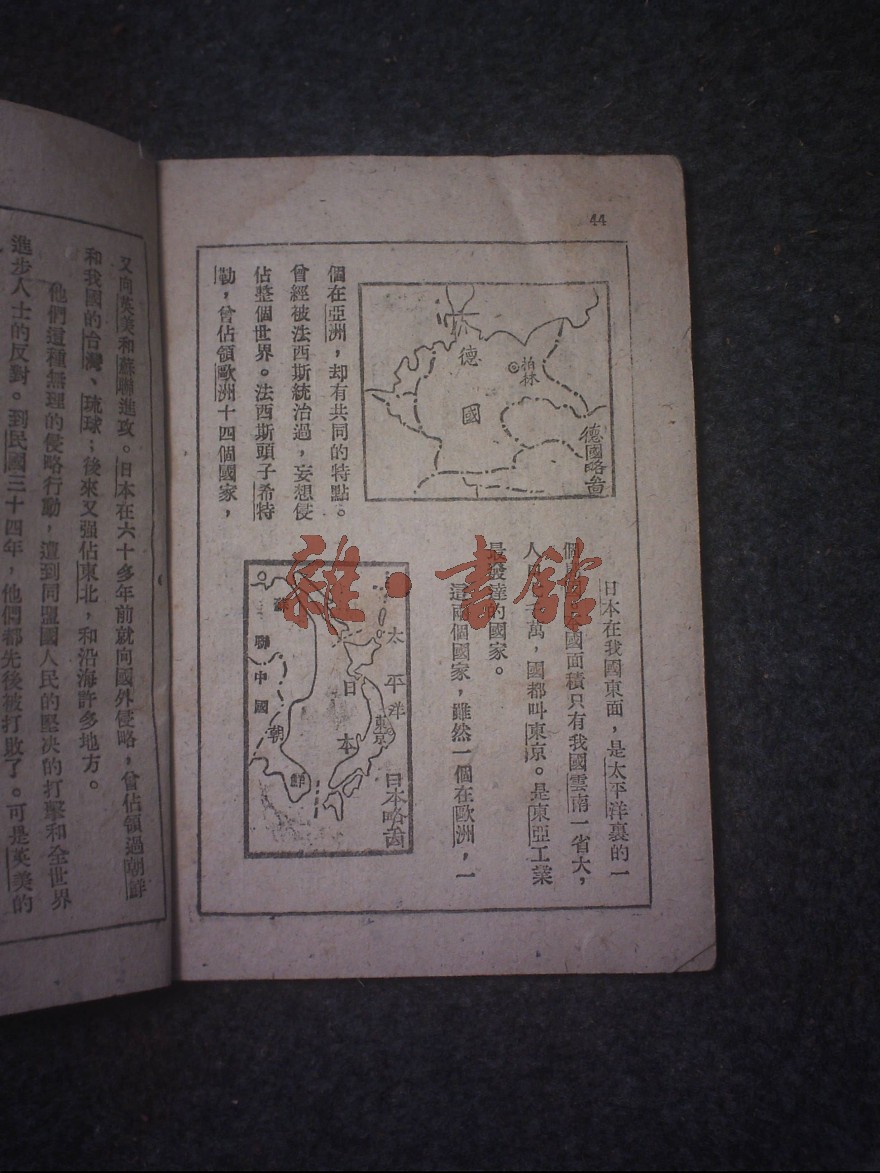 44
德國略畵
德國
柏林
日本在我國東面，是太平洋裏的一
個國面積只有我國雲南一省大，
人口千萬，國都叫東京。是東亞工業
最發達的國家。
這兩個國家，雖然一個在歐洲，一
個在亞洲，却有共同的特點。
曾經被法西斯統治過，妄想侵
佔整個世界。法西斯頭子希特
勒，曾佔領歐洲十四個國家，
日本略畵
太平洋
東京
日本
朝鮮
蘇聯
中國
又向英美和蘇聯進攻。日本在六十多年前就向國外侵略，曾佔領過朝鮮
和我國的台灣、琉球；後來又强佔東北，和沿海許多地方。
他們這種無理的侵略行動，遭到同盟國人民的堅決的打擊和全世界
進步人士的反對。到民國三十四年，他們都先後被打敗了。可是英美的
雜·書館